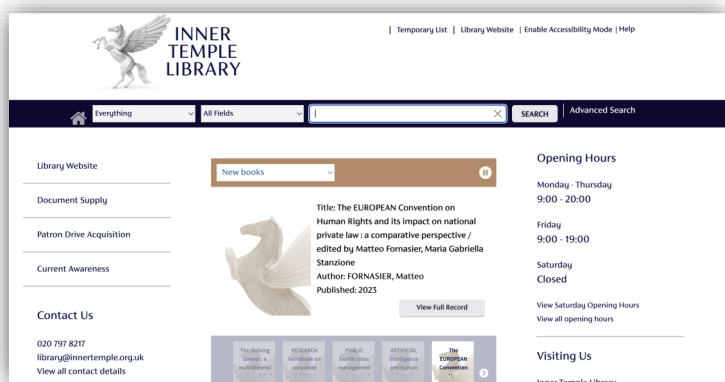 INNER
TEMPLE
LIBRARY
| Temporary List | Library Website | Enable Accessibility Mode | Help
Everything
All Fields
SEARCH
Advanced Search
Library Website
Document Supply
Patron Drive Acquisition
Current Awareness
Contact Us
020 797 8217
library@innertemple.org.uk
View all contact details
New books
Title: The EUROPEAN Convention on
Human Rights and its impact on national
private law : a comparative perspective /
edited by Matteo Fornasier, Maria Gabriella
Stanzione
Author: FORNASIER, Matteo
Published: 2023
View Full Record
The thriving
lawyer : a
multidimensi
RESEARCH
handbook on
corporate
PUBLIC
health crisis
management
ARTIFICIAL
intelligence
and human
The
EUROPEAN
Convention
Opening Hours
Monday - Thursday
9:00 - 20:00
Friday
9:00 - 19:00
Saturday
Closed
View Saturday Opening Hours
View all opening hours
Visiting Us
Inner Temple Library